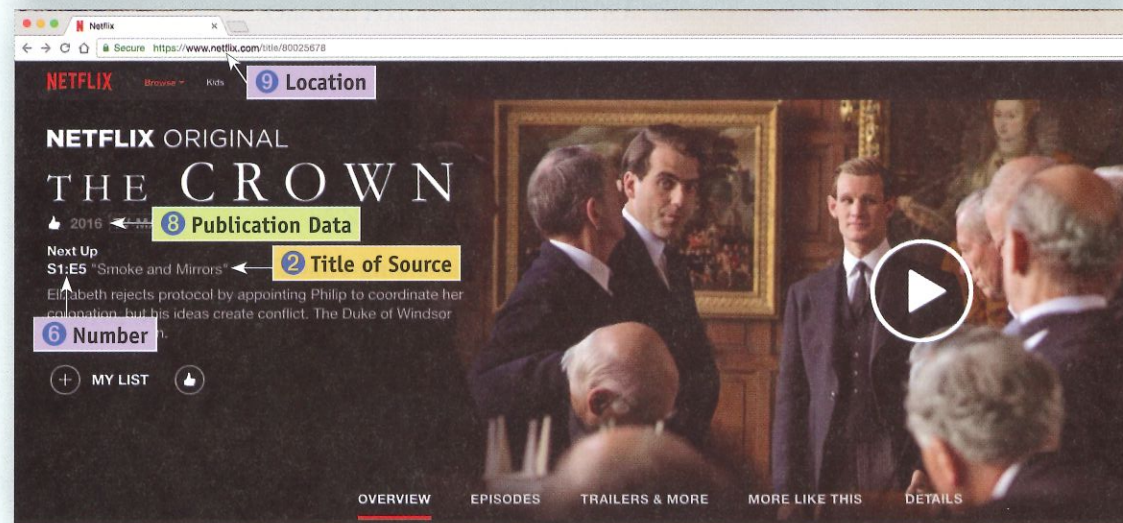 Netflix
Secure https://www.netflix.com/title/80025678
NETFLIX Browse Kids
9 Location
NETFLIX ORIGINAL
THE CROWN
2016
8 Publication Data
Next Up
S1:E5 "Smoke and Mirrors"
2 Title of Source
Elizabeth rejects protocol by appointing Philip to coordinate her
coronation, but his ideas create conflict. The Duke of Windsor
6 Number
MY LIST
OVERVIEW EPISODES TRAILERS & MORE MORE LIKE THIS DETAILS